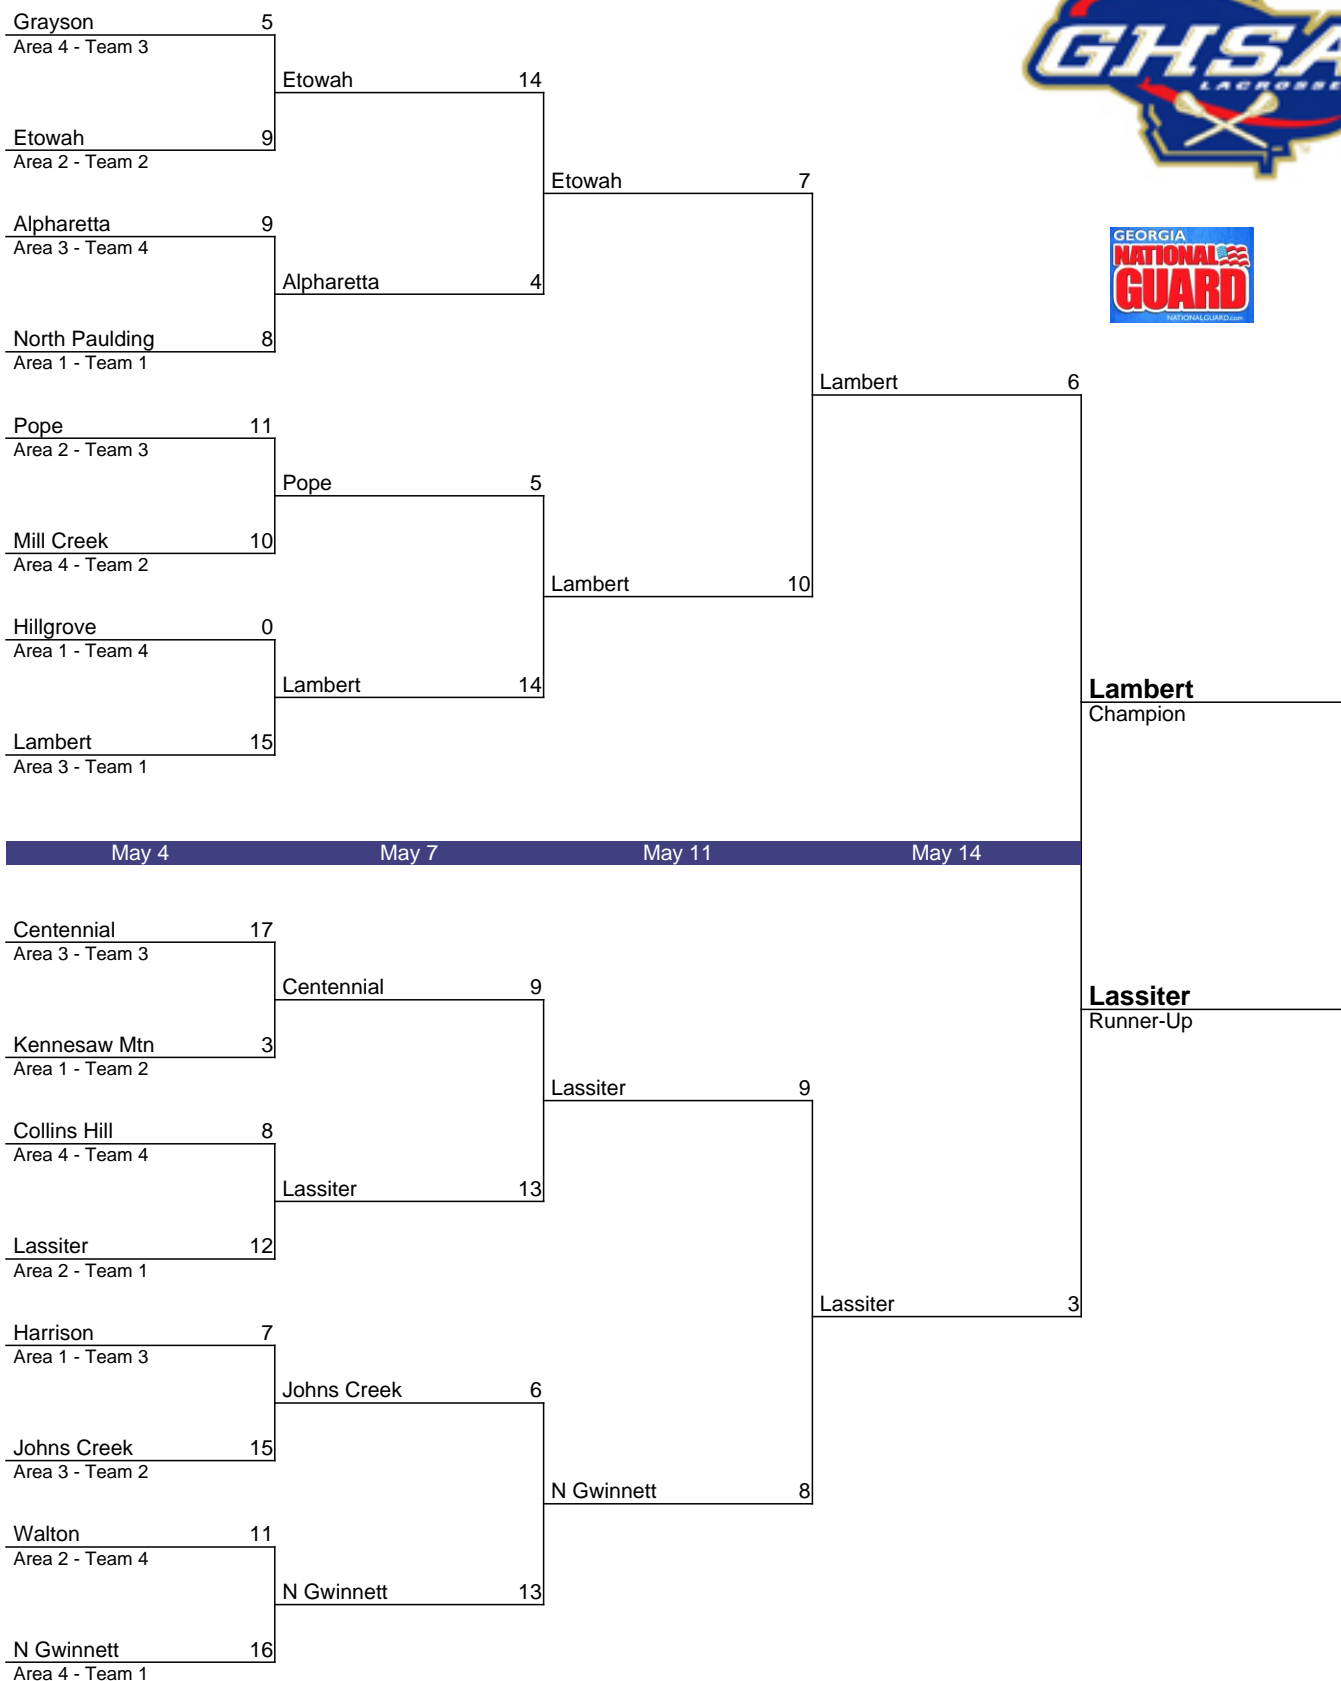 GHSA
LACROSSE
Grayson 5
Area 4 - Team 3
Etowah 14
Etowah 9
Area 2 - Team 2
Etowah 7
Alpharetta 9
Area 3 - Team 4
GEORGIA
NATIONAL
GUARD
NATIONALGUARD.com
Alpharetta 4
North Paulding 8
Area 1 - Team 1
Lambert 6
Pope 11
Area 2 - Team 3
Pope 5
Mill Creek 10
Area 4 - Team 2
Lambert 10
Hillgrove 0
Area 1 - Team 4
Lambert 14
Lambert
Champion
Lambert 15
Area 3 - Team 1
May 4 May 7 May 11 May 14
Centennial 17
Area 3 - Team 3
Centennial 9
Lassiter
Runner-Up
Kennesaw Mtn 3
Area 1 - Team 2
Lassiter 9
Collins Hill 8
Area 4 - Team 4
Lassiter 13
Lassiter 12
Area 2 - Team 1
Lassiter 3
Harrison 7
Area 1 - Team 3
Johns Creek 6
Johns Creek 15
Area 3 - Team 2
N Gwinnett 8
Walton 11
Area 2 - Team 4
N Gwinnett 13
N Gwinnett 16
Area 4 - Team 1